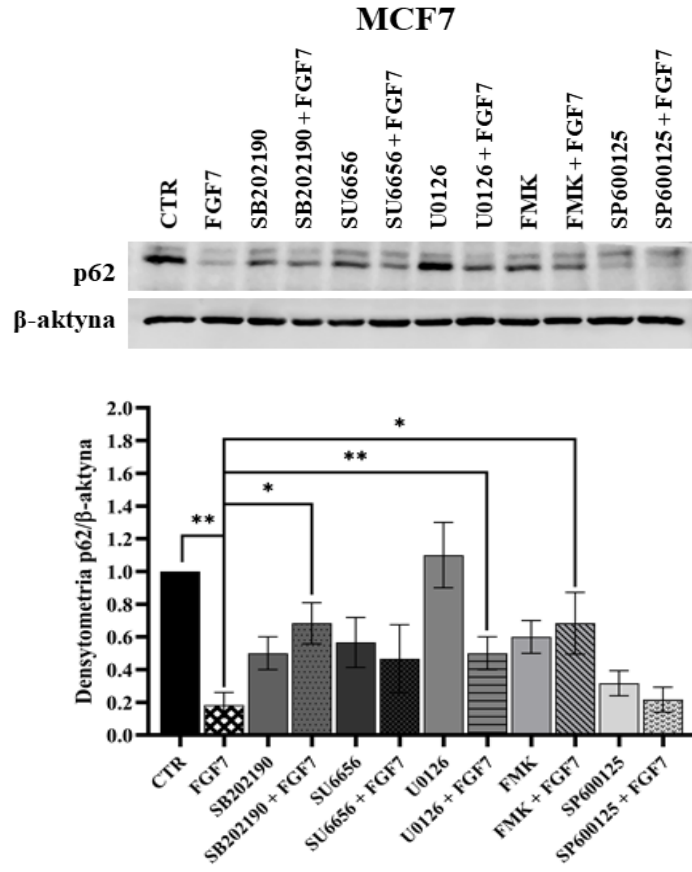 MCF7
CTR
FGF7
SB202190
SB202190 + FGF7
SU6656
SU6656 + FGF7
U0126
U0126 + FGF7
FMK
FMK + FGF7
SP600125
SP600125 + FGF7
p62
β-aktyna
Densytometria p62/β-aktyna
2.0
1.8
1.6
1.4
1.2
1.0
0.8
0.6
0.4
0.2
0.0
*
**
*
**
CTR
FGF7
SB202190
SB202190 + FGF7
SU6656
SU6656 + FGF7
U0126
U0126 + FGF7
FMK
FMK + FGF7
SP600125
SP600125 + FGF7